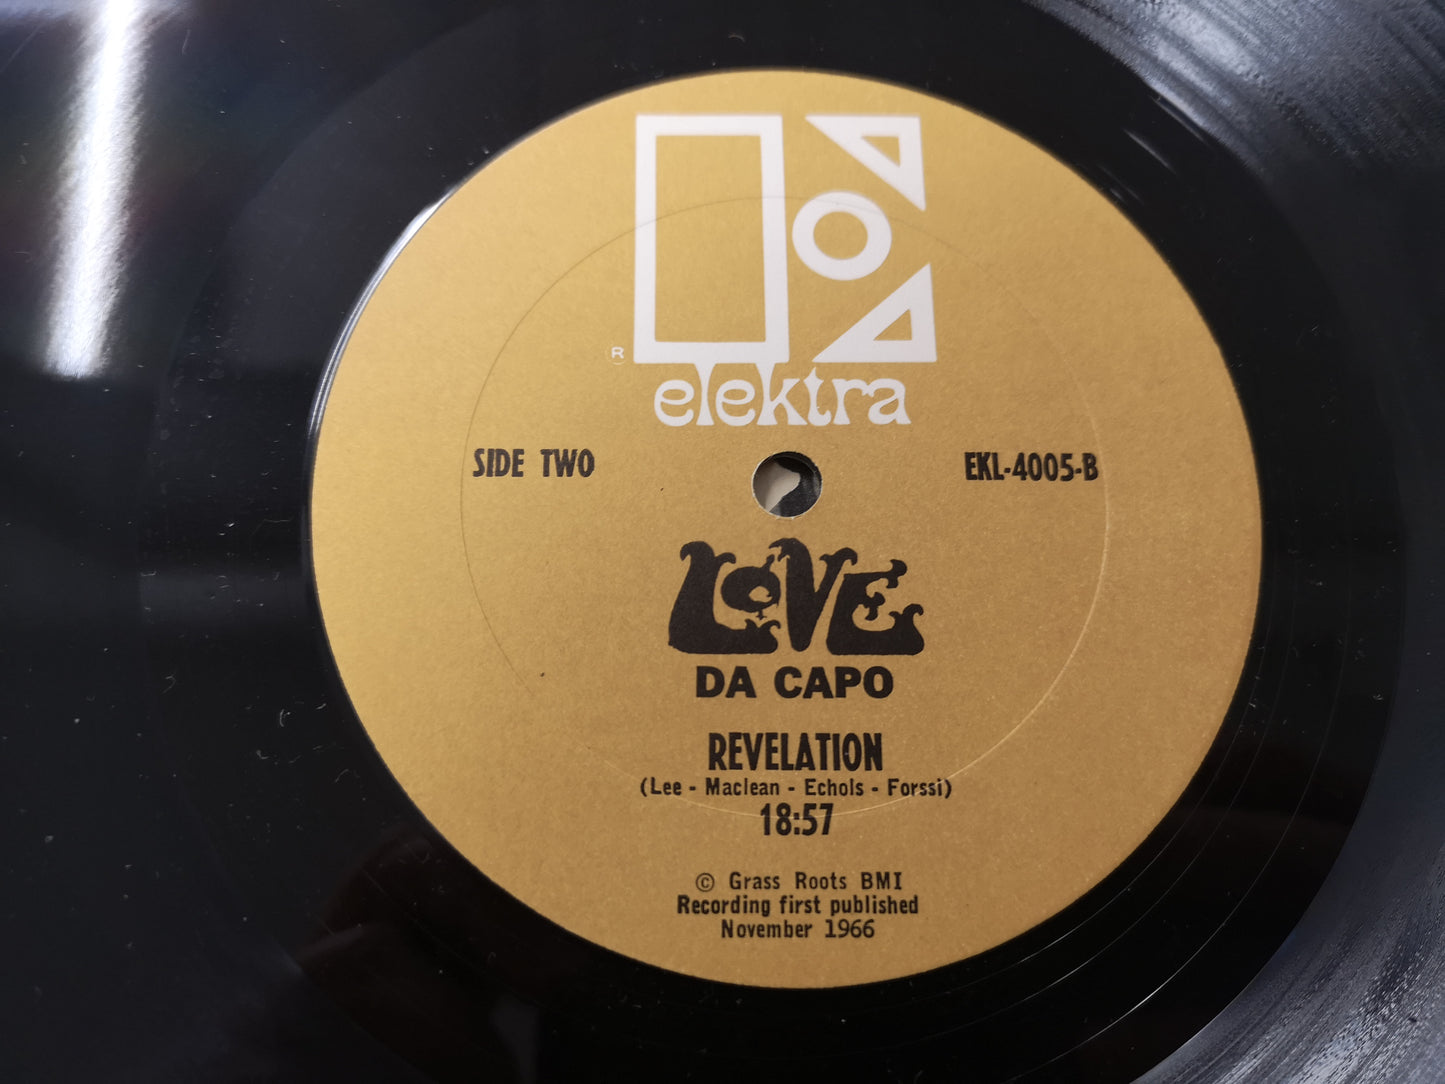 ®
elektra
SIDE TWO
EKL-4005-B
LOVE
DA CAPO
REVELATION
(Lee - Maclean - Echols - Forssi)
18:57
© Grass Roots BMI
Recording first published
November 1966